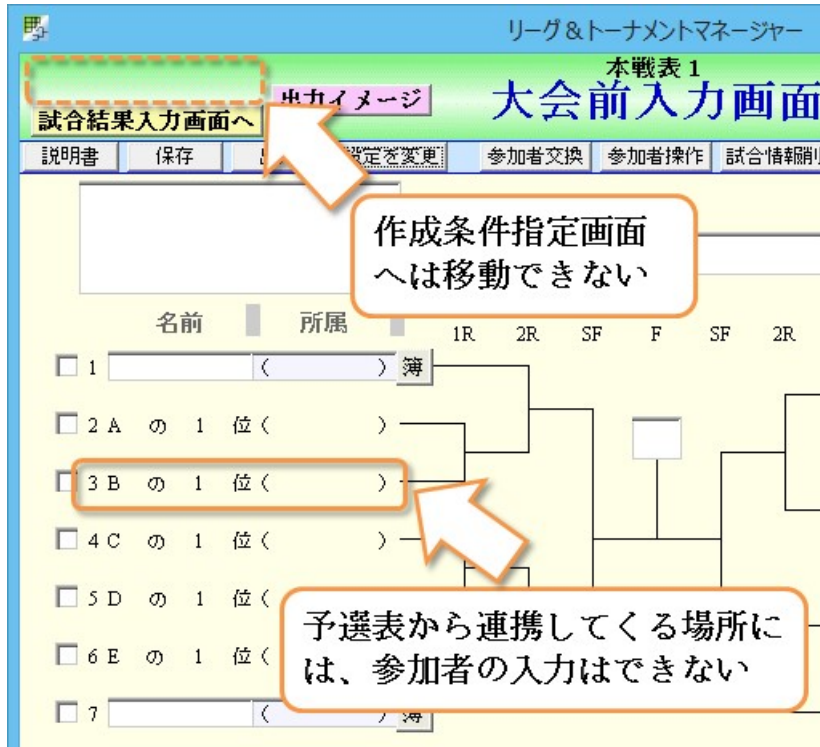 リーグ&トーナメントマネージャー
本戦表1
大会前入力画面
出力イメージ
試合結果入力画面へ
説明書 保存 設定を変更 参加者交換 参加者操作 試合情報
作成条件指定画面
へは移動できない
名前 所属
1R 2R SF F SF 2R
1 ( ) 簿
2 A の 1 位 ( )
3 B の 1 位 ( )
4 C の 1 位 ( )
5 D の 1 位 (
6 E の 1 位 (
7 ( ) 簿
予選表から連携してくる場所に
は、参加者の入力はできない